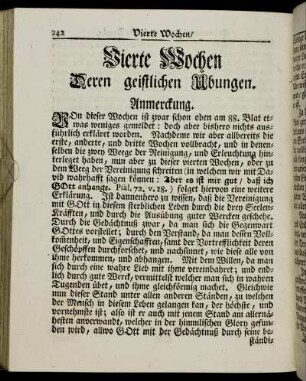 242 Vierte Wochen/
Vierte Wochen
Deren geistlichen Übungen.
Anmerckung.
VOn dieser Wochen ist zwar schon eben am 88. Blat et-
was weniges gemeldet: doch aber bishero nichts aus-
führlich erklärt worden. Nachdeme wir aber allbereits die
erste, anderte, und dritte Wochen vollbracht, und in denen-
selben die zwey Weeg der Reinigung, und Erleuchtung hin-
terleget haben, nun aber zu dieser vierten Wochen, oder zu
dem Weeg der Vereinigung schreiten (in welchem wir mit Da-
vid wahrhafft sagen können: Aber es ist mir gut, daß ich
GOtt anhange. Psal. 72. v. 28.) folget hiervon eine weitere
Erklärung. Ist dannenhero zu wissen, daß die Vereinigung
mit GOtt in diesem sterblichen Leben durch die drey Seelen-
Kräfften, und durch die Ausübung guter Wercken geschehe.
Durch die Gedächtnuß zwar, da man sich die Gegenwart
GOttes vorstellet; durch den Verstand, da man dessen Voll-
kommenheit, und Eigenschafften, samt der Vortrefflichkeit deren
Geschöpffen durchforschet, und nachsinnet, wie diese alle von
ihme herkommen, und abhangen. Mit dem Willen, da man
sich durch eine wahre Lieb mit ihme vereinbahret; und end-
lich durch gute Werck, vermittelst welcher man sich in wahren
Tugenden übet, und ihme gleichförmig machet. Gleichwie
nun dieser Stand unter allen anderen Ständen, zu welchen
der Mensch in diesem Leben gelangen kan, der höchste, und
vornehmste ist; also ist er auch mit jenem Stand am allernä-
hesten anverwandt, welcher in der himmlischen Glory gefun-
den wird, allwo GOtt mit der Gedächtnuß durch seine be-
ständi-